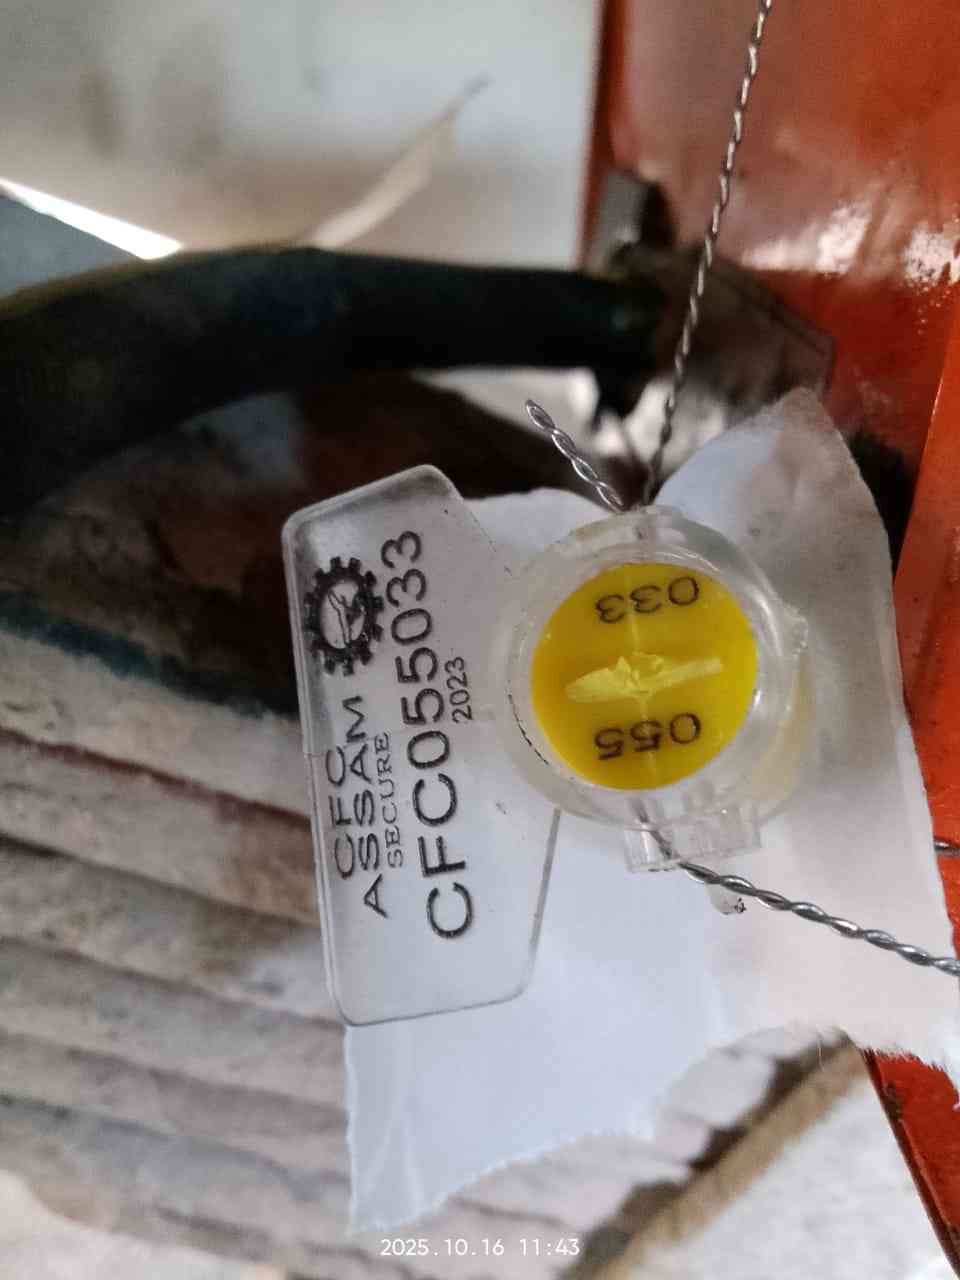 CFC
ASSAM
SECURE
CFC055033
2023
033
055
2025.10.16 11:43